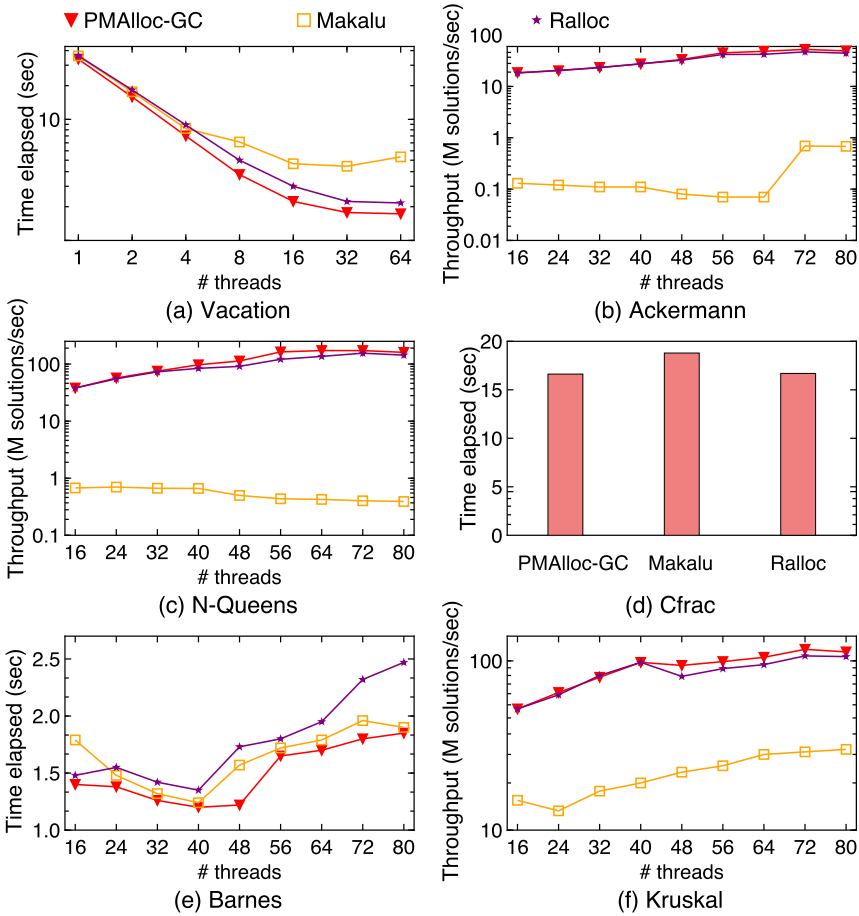 PMAlloc-GC Makalu Ralloc
Time elapsed (sec)
10
1 2 4 8 16 32 64
# threads
(a) Vacation
Throughput (M solutions/sec)
100
10
1
0.1
0.01
16 24 32 40 48 56 64 72 80
# threads
(b) Ackermann
Throughput (M solutions/sec)
100
10
1
0.1
16 24 32 40 48 56 64 72 80
# threads
(c) N-Queens
Time elapsed (sec)
20
15
10
5
0
PMAlloc-GC Makalu Ralloc
(d) Cfrac
Time elapsed (sec)
2.5
2.0
1.5
1.0
16 24 32 40 48 56 64 72 80
# threads
(e) Barnes
Throughput (M solutions/sec)
100
10
16 24 32 40 48 56 64 72 80
# threads
(f) Kruskal